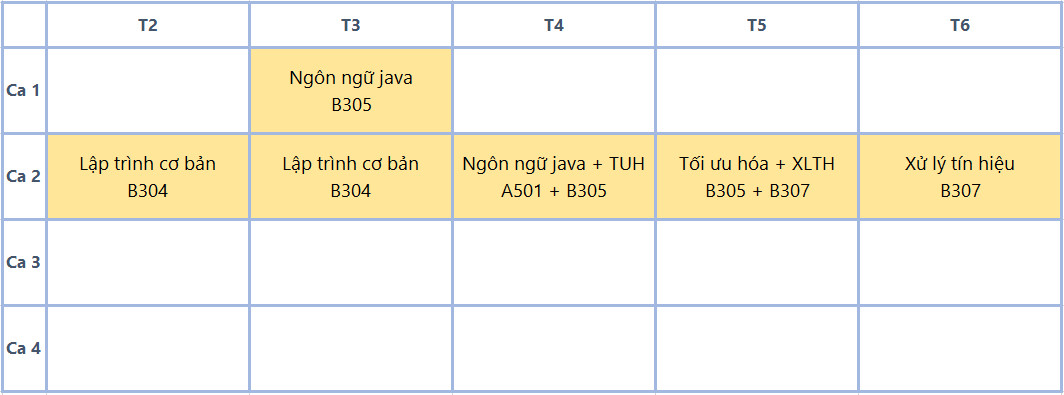 T2 T3 T4 T5 T6
Ca 1
Ngôn ngữ java
B305
Ca 2
Lập trình cơ bản
B304
Lập trình cơ bản
B304
Ngôn ngữ java + TUH
A501 + B305
Tối ưu hóa + XLTH
B305 + B307
Xử lý tín hiệu
B307
Ca 3
Ca 4